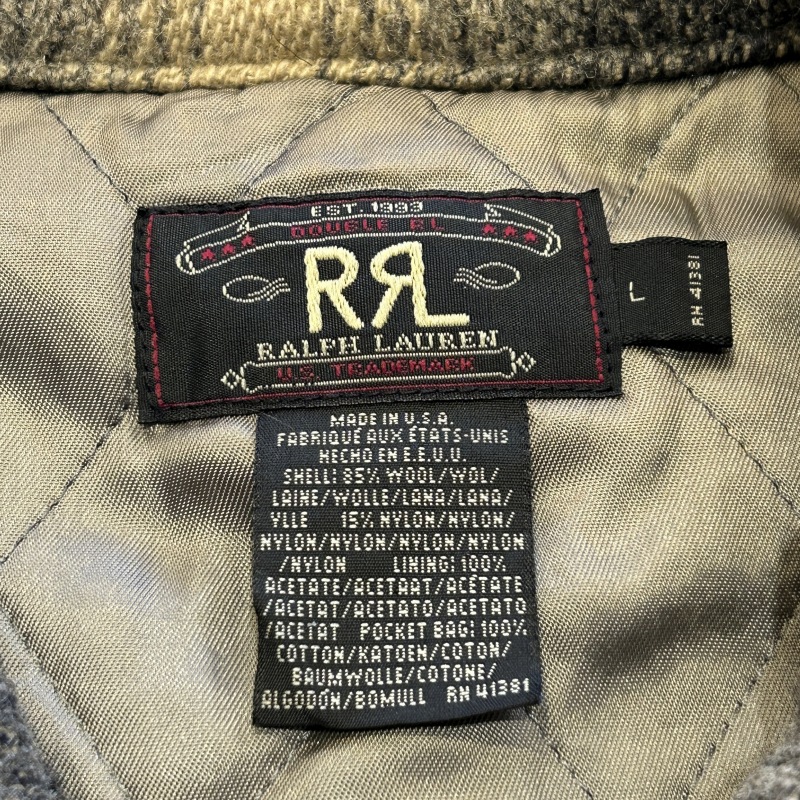 EST. 1993
DOUBLE RL
RRL
RALPH LAUREN
U.S. TRADEMARK
L
RN 41381
MADE IN U.S.A.
FABRIQUÉ AUX ÉTATS-UNIS
HECHO EN E.E.U.U.
SHELL: 85% WOOL/WOL/
LAINE/WOLLE/LANA/LANA/
YLLE 15% NYLON/NYLON/
NYLON/NYLON/NYLON/NYLON
/NYLON LINING: 100%
ACETATE/ACETAAT/ACÉTATE
/ACETAT/ACETATO/ACETATO
/ACETAT POCKET BAG: 100%
COTTON/KATOEN/COTON/
BAUMWOLLE/COTONE/
ALGODÓN/BOMULL RN 41381